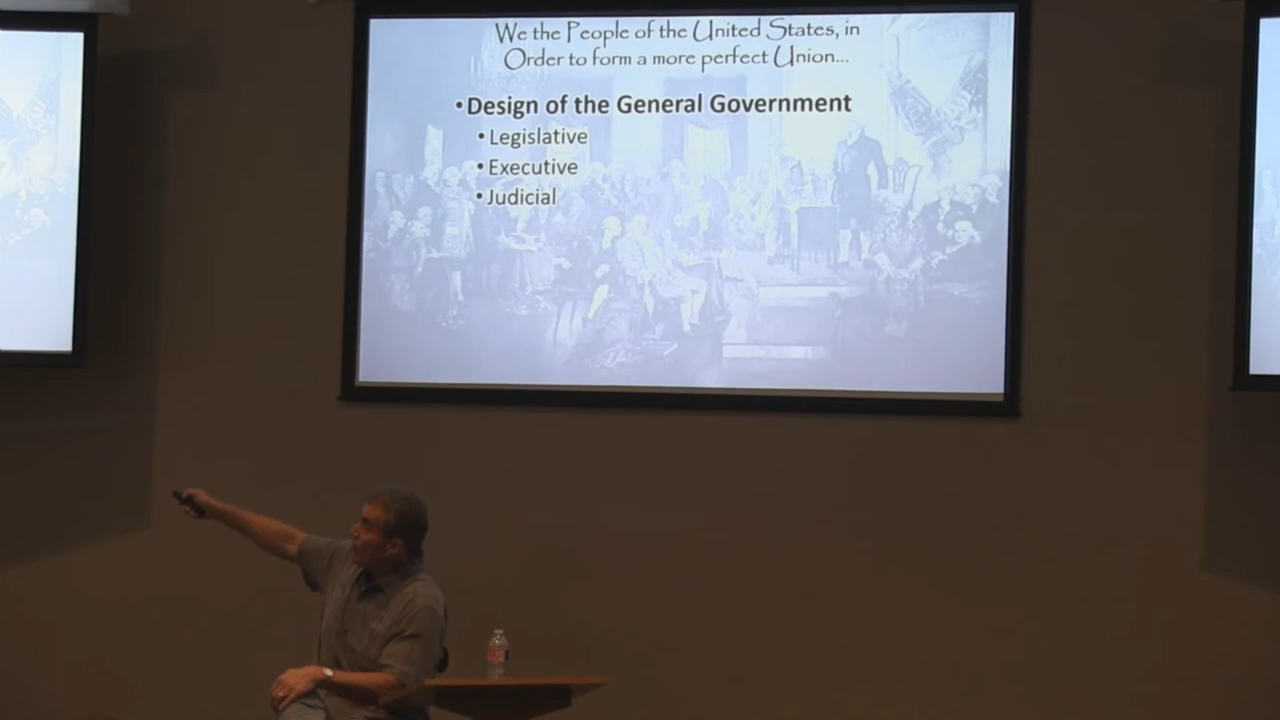 We the People of the United States, in
Order to form a more perfect Union...
•Design of the General Government
•Legislative
•Executive
•Judicial